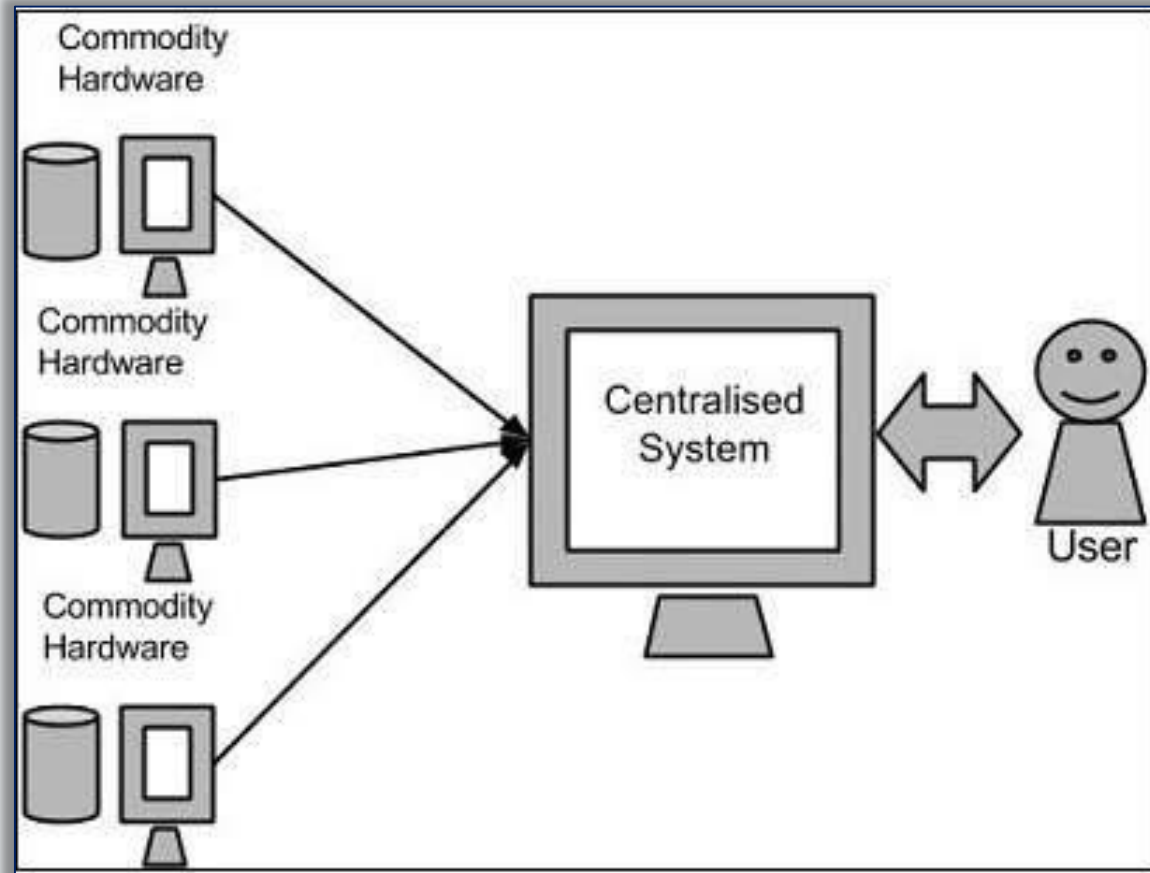 Commodity
Hardware
Commodity
Hardware
Commodity
Hardware
Centralised
System
User